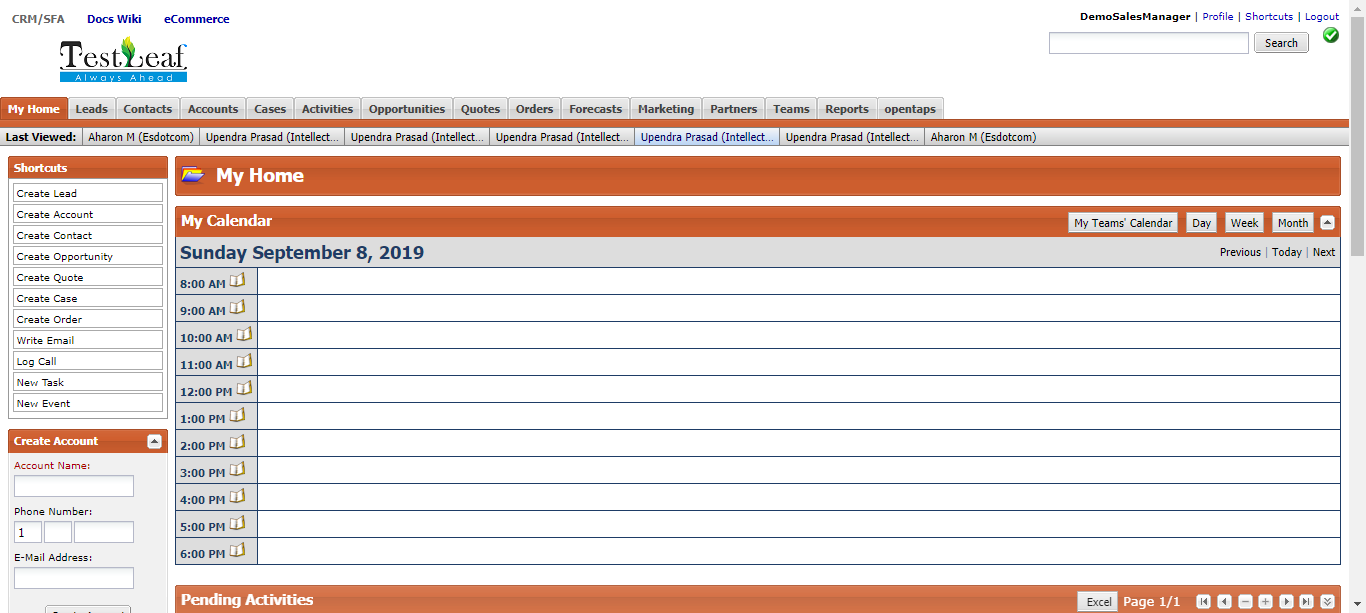 CRM/SFA Docs Wiki eCommerce
DemoSalesManager | Profile | Shortcuts | Logout
TestLeaf
Always Ahead
Search
My Home Leads Contacts Accounts Cases Activities Opportunities Quotes Orders Forecasts Marketing Partners Teams Reports opentaps
Last Viewed: Aharon M (Esdotcom) Upendra Prasad (Intellect... Upendra Prasad (Intellect... Upendra Prasad (Intellect... Upendra Prasad (Intellect... Upendra Prasad (Intellect... Aharon M (Esdotcom)
Shortcuts
Create Lead
Create Account
Create Contact
Create Opportunity
Create Quote
Create Case
Create Order
Write Email
Log Call
New Task
New Event
Create Account
Account Name:
Phone Number:
1
E-Mail Address:
My Home
My Calendar My Teams' Calendar Day Week Month
Sunday September 8, 2019 Previous | Today | Next
8:00 AM
9:00 AM
10:00 AM
11:00 AM
12:00 PM
1:00 PM
2:00 PM
3:00 PM
4:00 PM
5:00 PM
6:00 PM
Pending Activities Excel Page 1/1